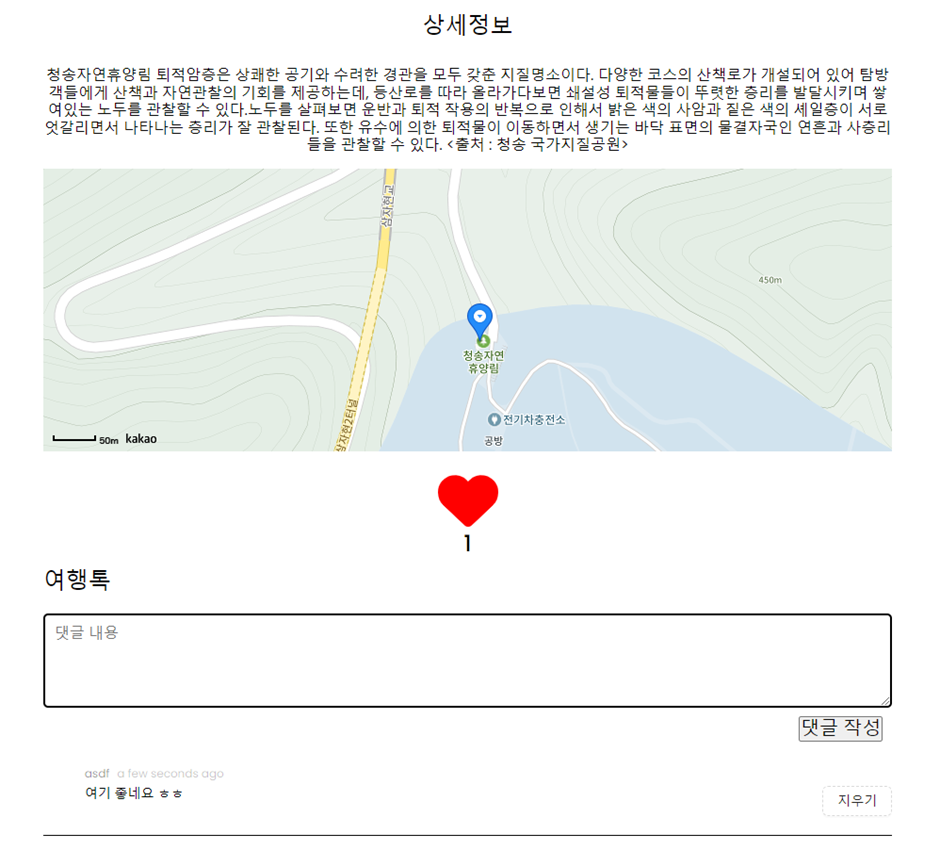 상세정보
청송자연휴양림 퇴적암층은 상쾌한 공기와 수려한 경관을 모두 갖춘 지질명소이다. 다양한 코스의 산책로가 개설되어 있어 탐방
객들에게 산책과 자연관찰의 기회를 제공하는데, 등산로를 따라 올라가다보면 쇄설성 퇴적물들이 뚜렷한 층리를 발달시키며 쌓
여있는 노두를 관찰할 수 있다.노두를 살펴보면 운반과 퇴적 작용의 반복으로 인해서 밝은 색의 사암과 짙은 색의 셰일층이 서로
엇갈리면서 나타나는 층리가 잘 관찰된다. 또한 유수에 의한 퇴적물이 이동하면서 생기는 바닥 표면의 물결자국인 연흔과 사층리
들을 관찰할 수 있다. <출처 : 청송 국가지질공원>
삼자현교
450m
청송자연
휴양림
전기차충전소
삼자현2터널
공방
50m kakao
1
여행톡
댓글 내용
댓글 작성
asdf a few seconds ago
여기 좋네요 ㅎㅎ
지우기